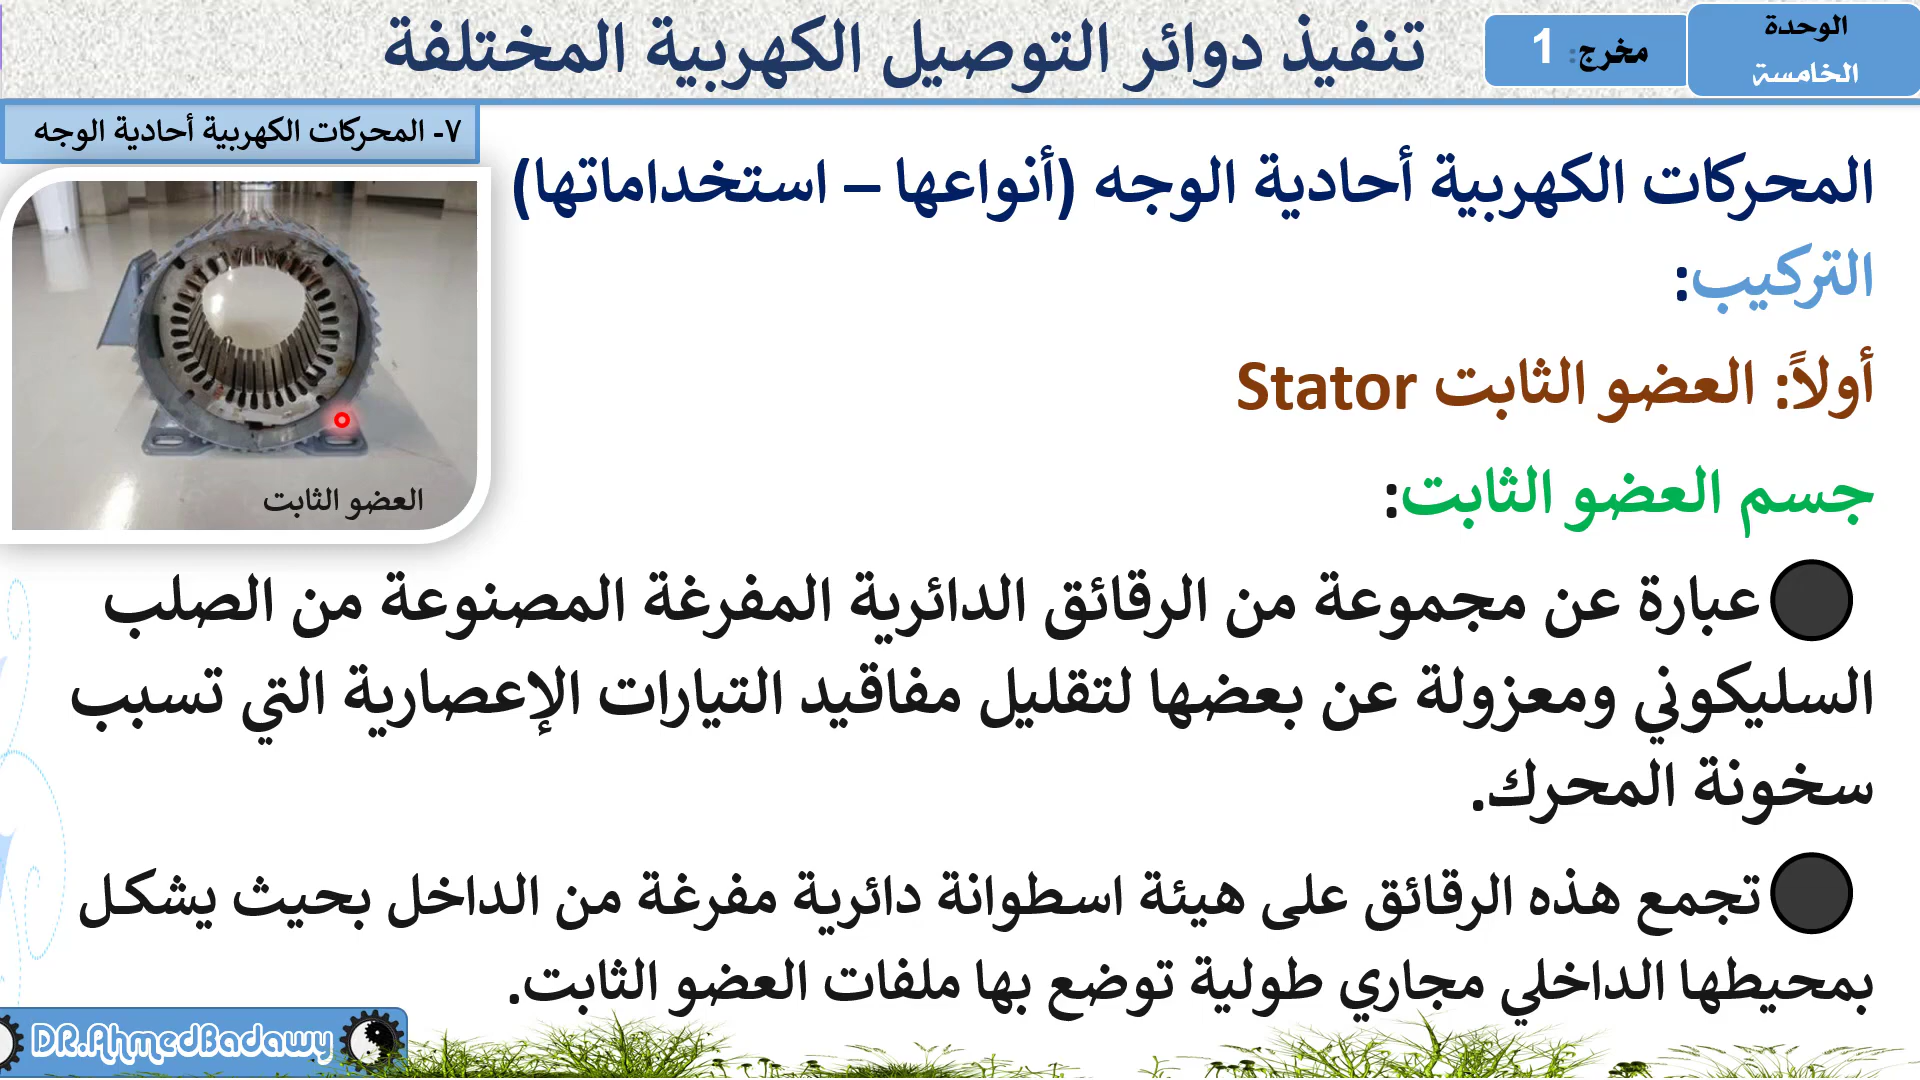 الوحدة
الخامسة
مخرج: 1
تنفيذ دوائر التوصيل الكهربية المختلفة
٧- المحركات الكهربية أحادية الوجه
المحركات الكهربية أحادية الوجه (أنواعها – استخداماتها)
التركيب:
أولاً: العضو الثابت Stator
جسم العضو الثابت:
العضو الثابت
عبارة عن مجموعة من الرقائق الدائرية المفرغة المصنوعة من الصلب
السليكوني ومعزولة عن بعضها لتقليل مفاقيد التيارات الإعصارية التي تسبب
سخونة المحرك.
تجمع هذه الرقائق على هيئة اسطوانة دائرية مفرغة من الداخل بحيث يشكل
بمحيطها الداخلي مجاري طولية توضع بها ملفات العضو الثابت.
DR.AhmedBadawy